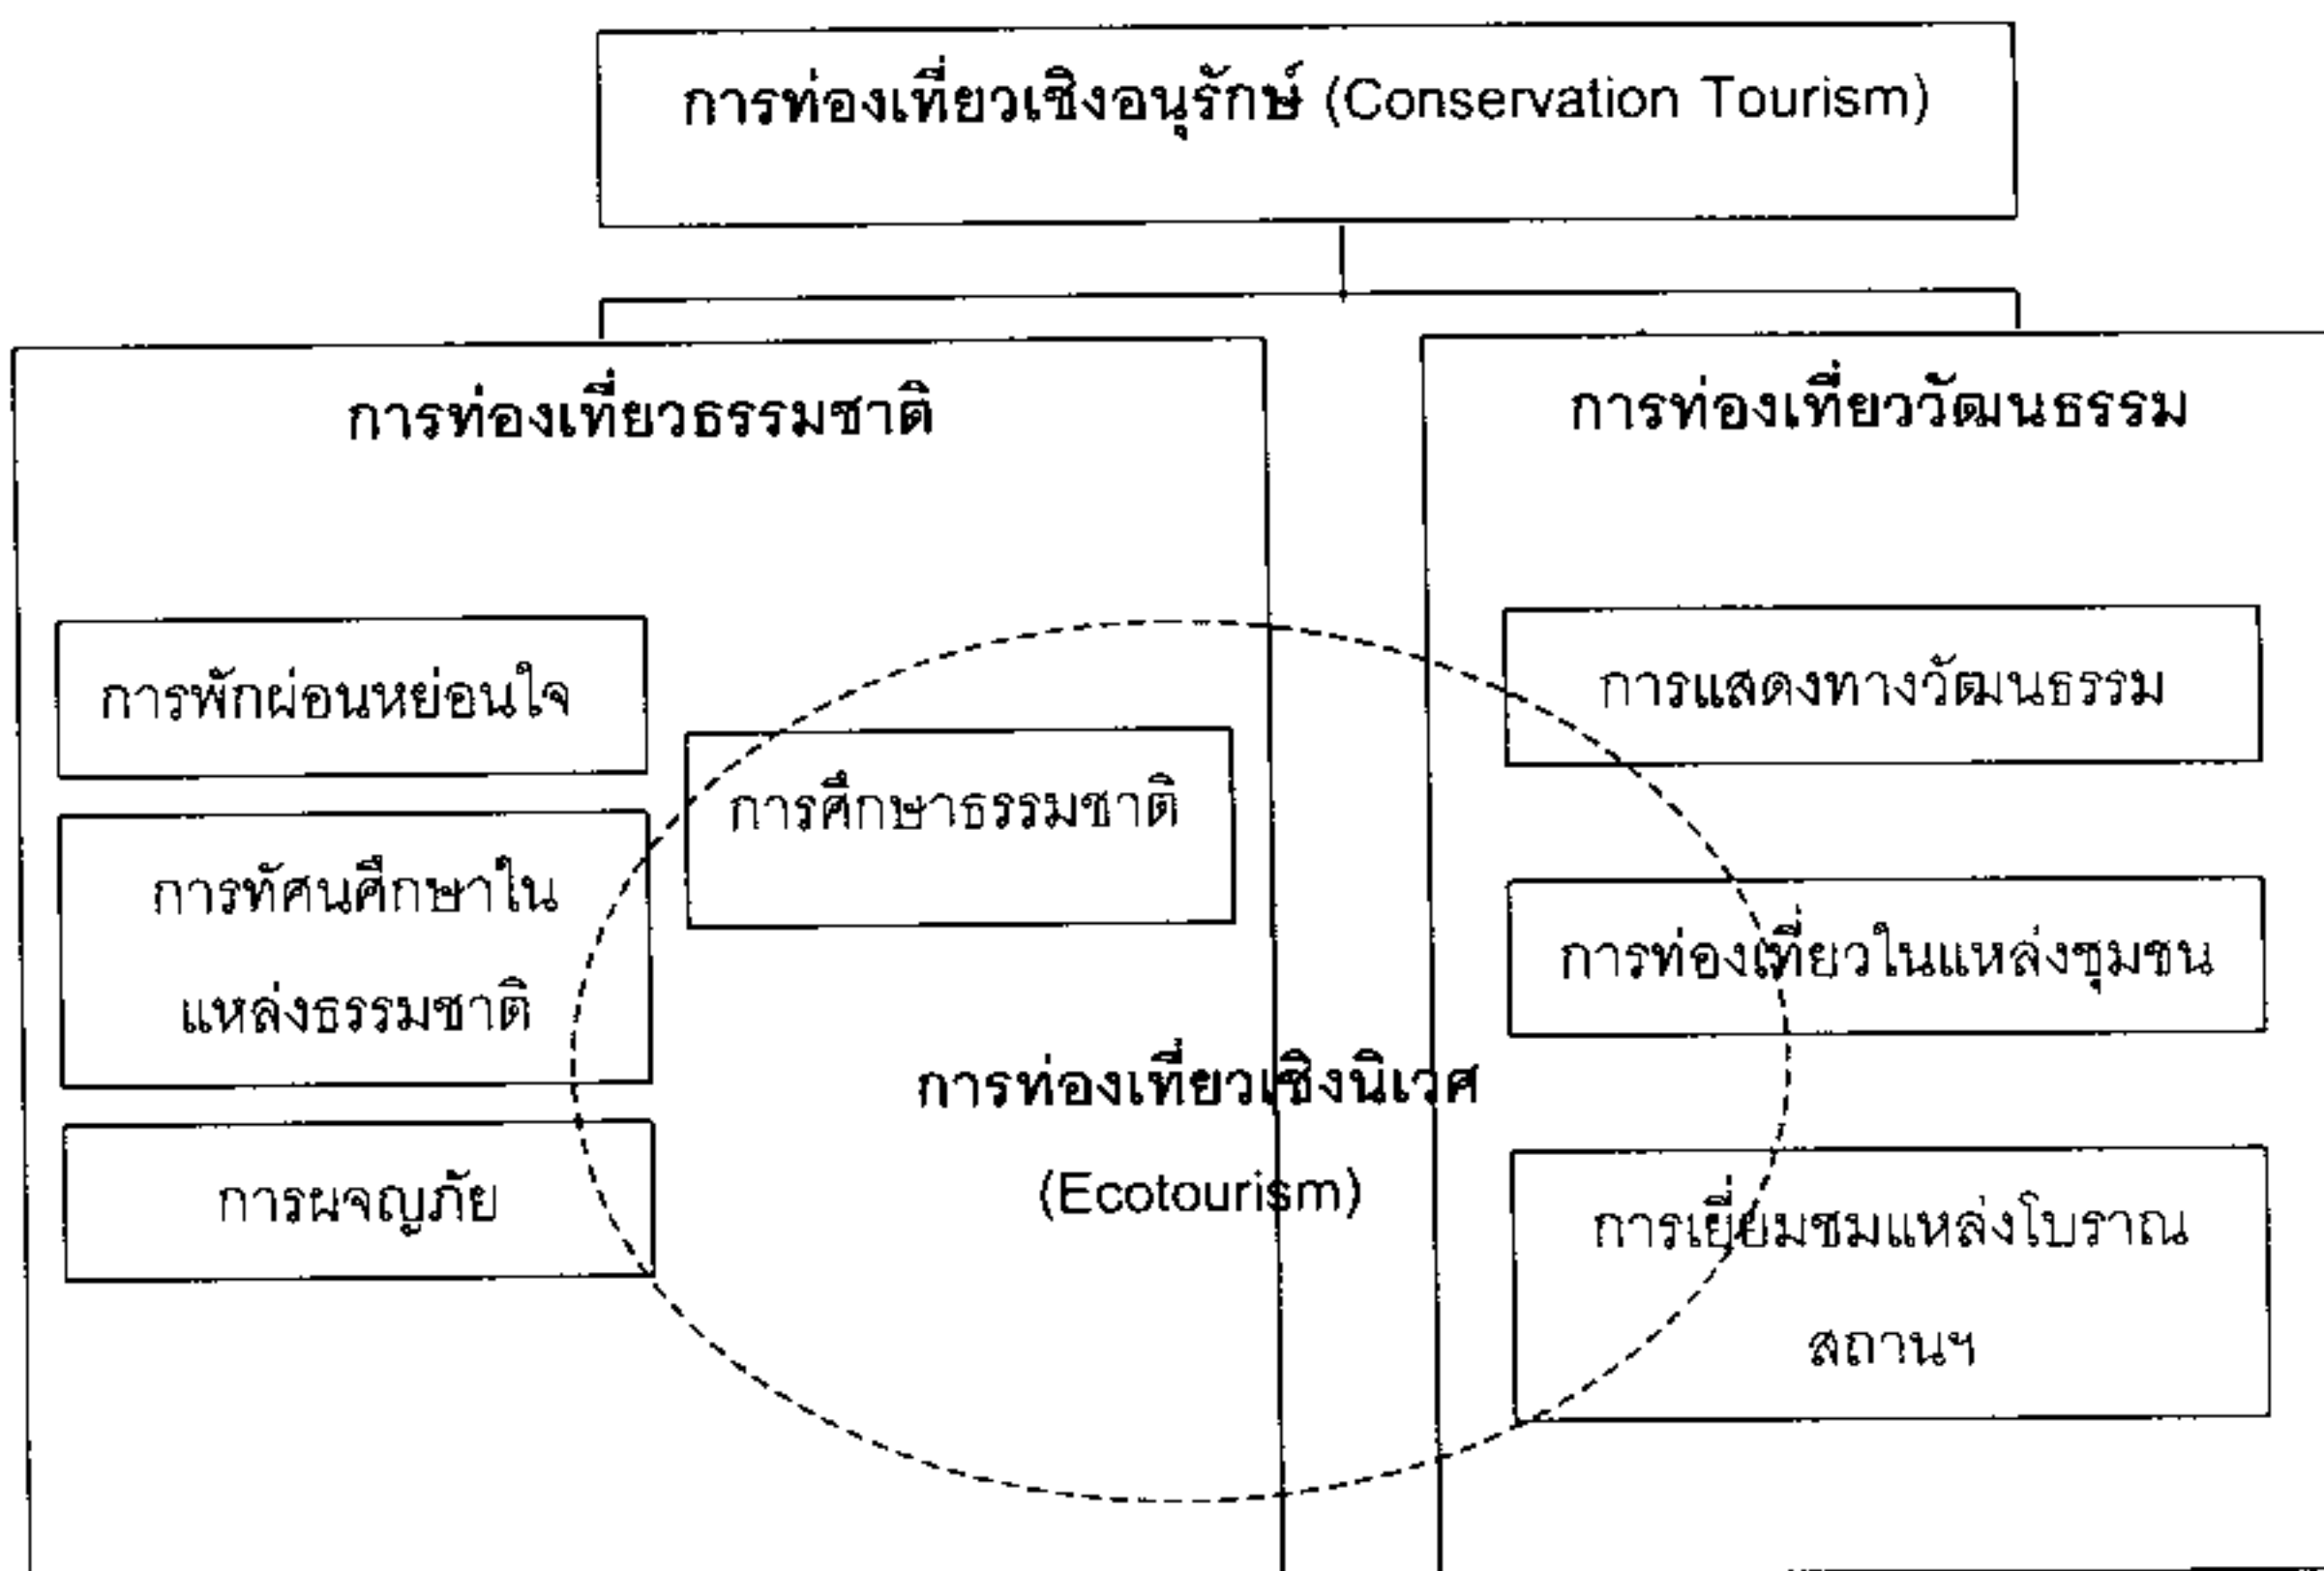 การท่องเที่ยวเชิงอนุรักษ์ (Conservation Tourism)
การท่องเที่ยวธรรมชาติ
การพักผ่อนหย่อนใจ
การทัศนศึกษาใน
แหล่งธรรมชาติ
การผจญภัย
การศึกษาธรรมชาติ
การท่องเที่ยวเชิงนิเวศ
(Ecotourism)
การท่องเที่ยววัฒนธรรม
การแสดงทางวัฒนธรรม
การท่องเที่ยวในแหล่งชุมชน
การเยี่ยมชมแหล่งโบราณ
สถานฯ